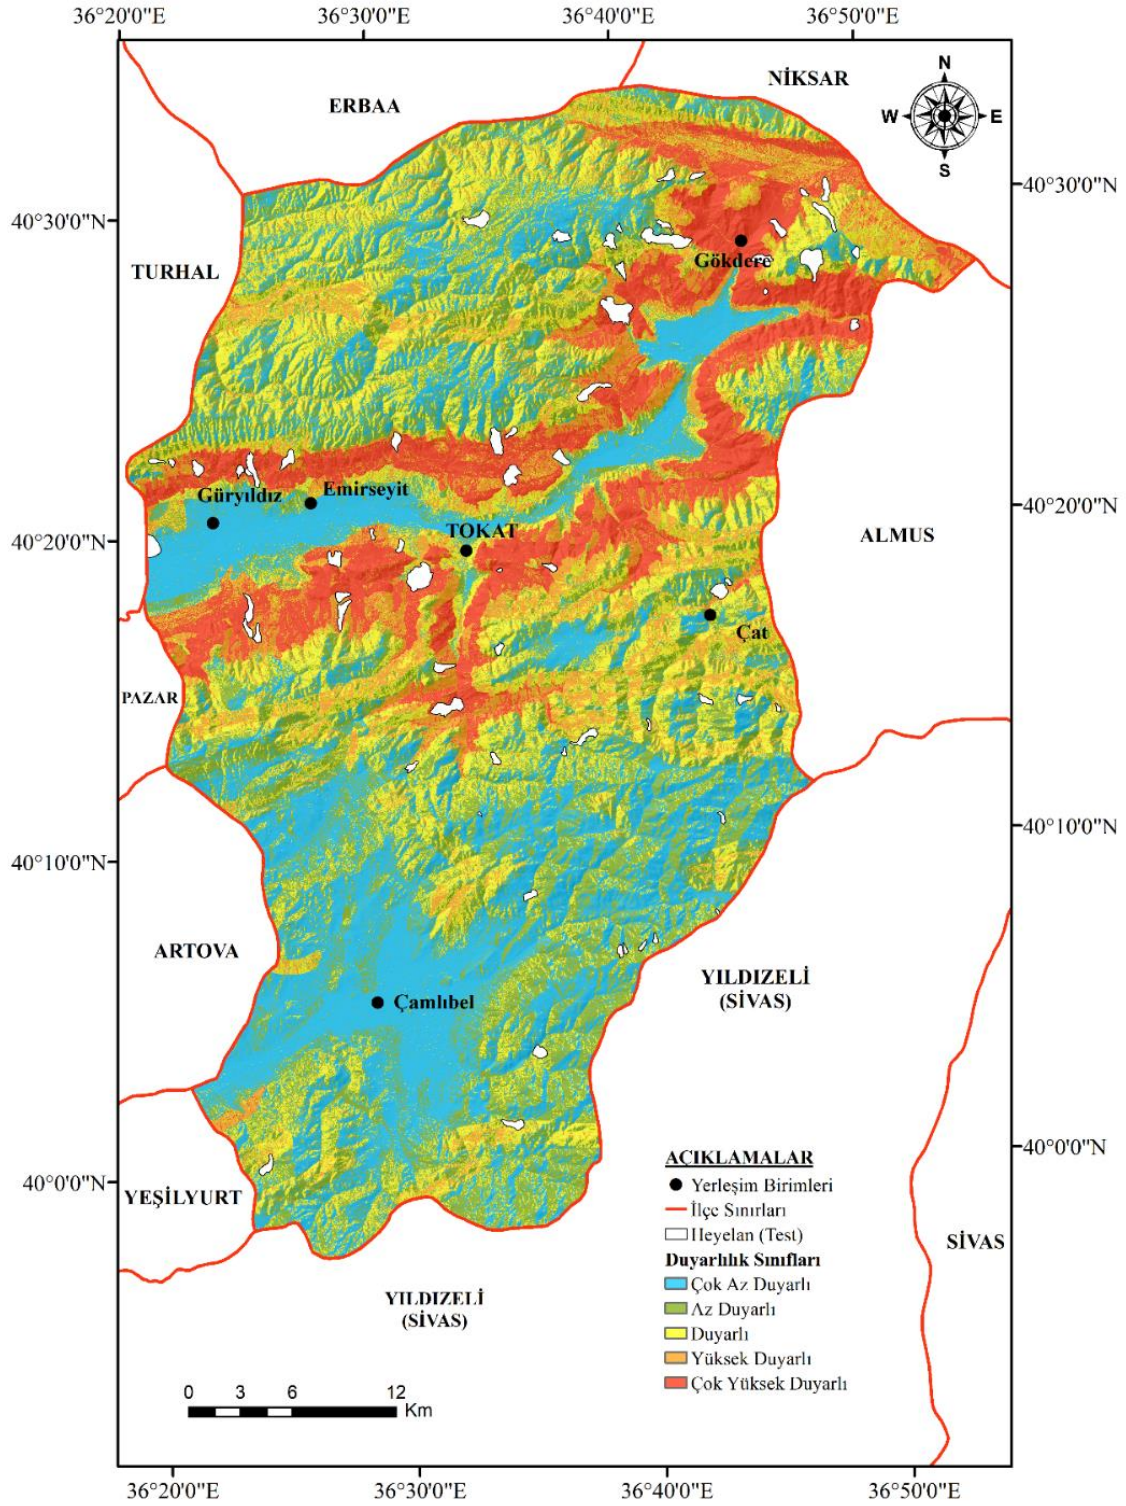 36°20'0"E
36°30'0"E
36°40'0"E
36°50'0"E
NİKSAR
ERBAA
N
W
E
S
40°30'0"N
40°30'0"N
TURHAL
Gökdere
Güryıldız
Emirseyit
40°20'0"N
TOKAT
ALMUS
40°20'0"N
Çat
PAZAR
40°10'0"N
40°10'0"N
ARTOVA
YILDIZELİ
(SİVAS)
Çamlıbel
40°0'0"N
AÇIKLAMALAR
Yerleşim Birimleri
İlçe Sınırları
Heyelan (Test)
Duyarlılık Sınıfları
Çok Az Duyarlı
Az Duyarlı
Duyarlı
Yüksek Duyarlı
Çok Yüksek Duyarlı
40°0'0"N
YEŞİLYURT
SİVAS
YILDIZELİ
(SİVAS)
0 3 6 12
Km
36°20'0"E
36°30'0"E
36°40'0"E
36°50'0"E